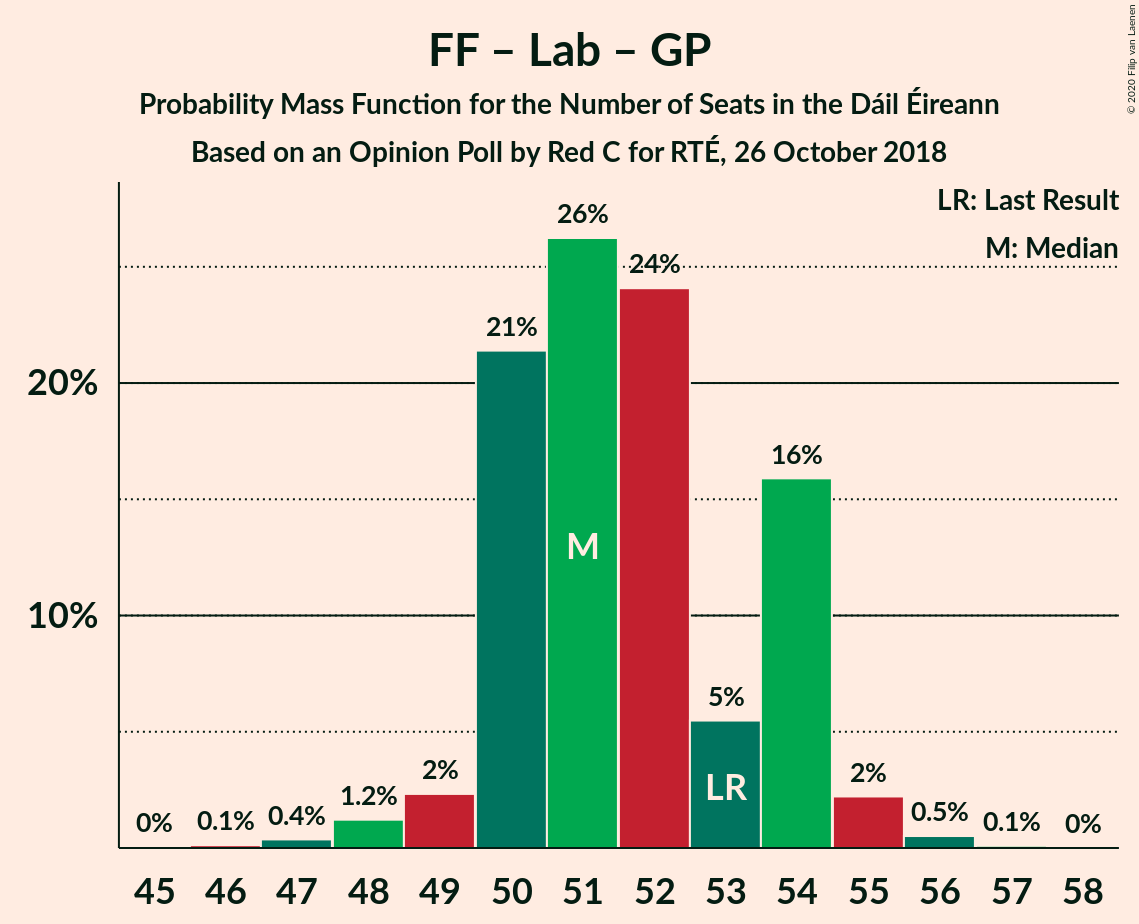 FF – Lab – GP
Probability Mass Function for the Number of Seats in the Dáil Éireann
Based on an Opinion Poll by Red C for RTÉ, 26 October 2018
© 2020 Filip van Laenen
LR: Last Result
M: Median
20%
10%
0%
0.1%
0.4%
1.2%
2%
21%
26%
24%
5%
16%
2%
0.5%
0.1%
0%
M
LR
45 46 47 48 49 50 51 52 53 54 55 56 57 58